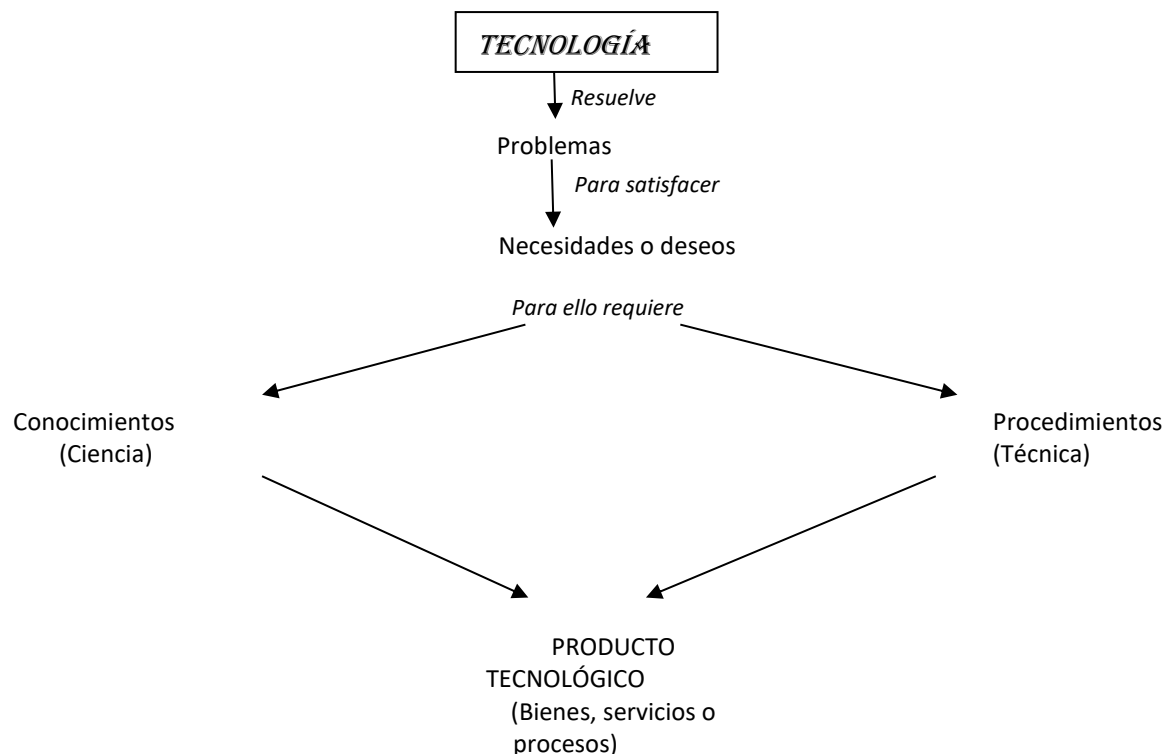 TECNOLOGÍA
Resuelve
Problemas
Para satisfacer
Necesidades o deseos
Para ello requiere
Conocimientos
(Ciencia)
Procedimientos
(Técnica)
PRODUCTO
TECNOLÓGICO
(Bienes, servicios o
procesos)